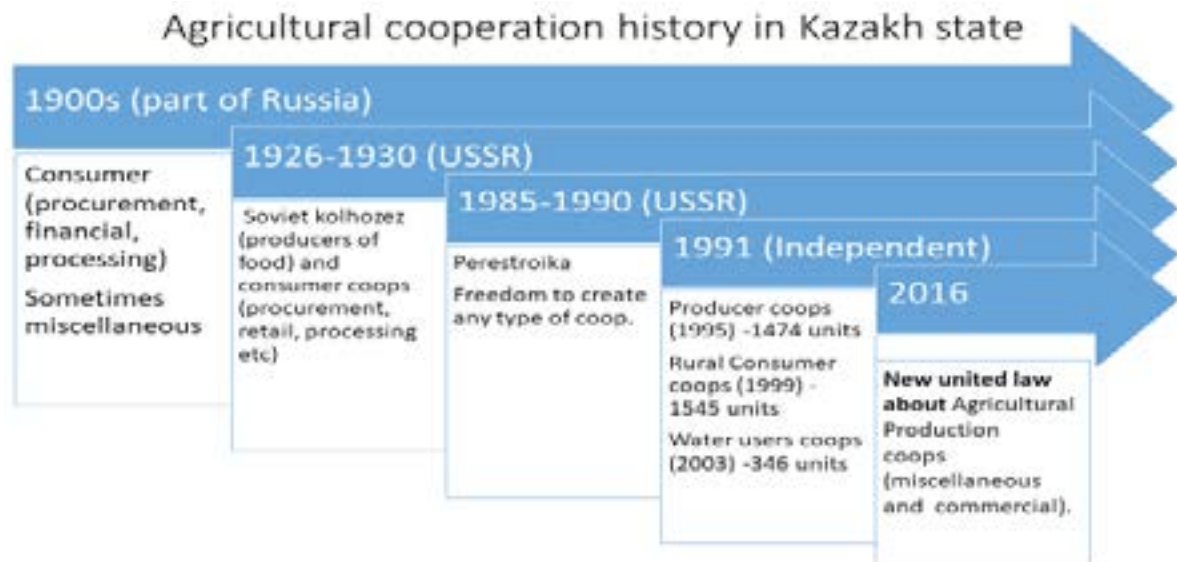 Agricultural cooperation history in Kazakh state
1900s (part of Russia)
Consumer
(procurement,
financial,
processing)
Sometimes
miscellaneous
1926-1930 (USSR)
Soviet kolhozez
(producers of
food) and
consumer coops
(procurement,
retail, processing
etc)
1985-1990 (USSR)
Perestroika
Freedom to create
any type of coop.
1991 (Independent)
Producer coops
(1995) -1474 units
Rural Consumer
coops (1999) -
1545 units
Water users coops
(2003) -346 units
2016
New united law
about Agricultural
Production
coops
(miscellaneous
and commercial).